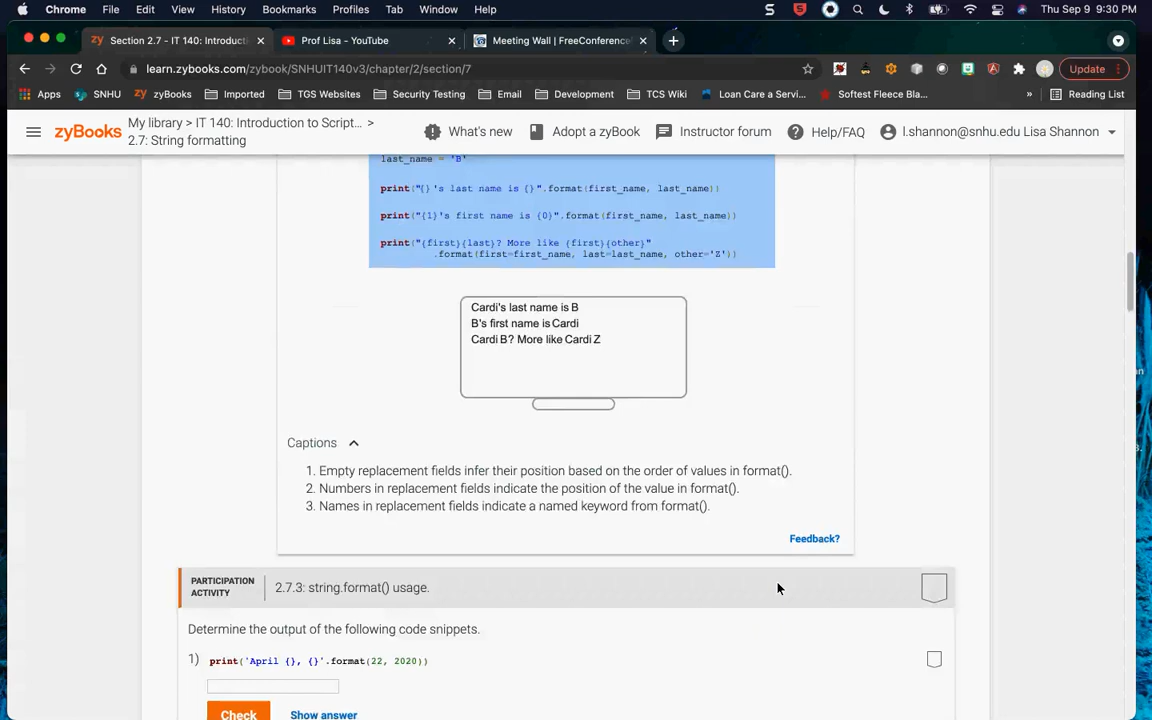 Chrome File Edit View History Bookmarks Profiles Tab Window Help Thu Sep 9 9:30 PM
Section 2.7 - IT 140: Introducti Prof Lisa - YouTube Meeting Wall | FreeConference
learn.zybooks.com/zybook/SNHUIT140v3/chapter/2/section/7 Update
Apps SNHU zyBooks Imported TGS Websites Security Testing Email Development TCS Wiki Loan Care a Servi... Softest Fleece Bla... » Reading List
zyBooks My library > IT 140: Introduction to Script... > What's new Adopt a zyBook Instructor forum Help/FAQ l.shannon@snhu.edu Lisa Shannon
2.7: String formatting
last_name = 'B'
print("{}'s last name is {}".format(first_name, last_name))
print("{1}'s first name is {0}".format(first_name, last_name))
print("{first}{last}? More like {first}{other}"
.format(first=first_name, last=last_name, other='Z'))
Cardi's last name is B
B's first name is Cardi
Cardi B? More like Cardi Z
Captions
1. Empty replacement fields infer their position based on the order of values in format().
2. Numbers in replacement fields indicate the position of the value in format().
3. Names in replacement fields indicate a named keyword from format().
Feedback?
PARTICIPATION
ACTIVITY
2.7.3: string.format() usage.
Determine the output of the following code snippets.
1) print('April {}, {}'.format(22, 2020))
Check Show answer